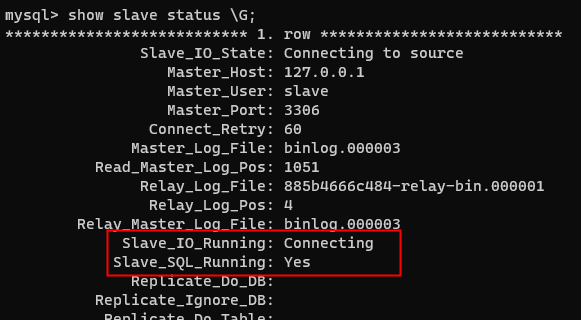 mysql> show slave status \G;
*************************** 1. row ***************************
Slave_IO_State: Connecting to source
Master_Host: 127.0.0.1
Master_User: slave
Master_Port: 3306
Connect_Retry: 60
Master_Log_File: binlog.000003
Read_Master_Log_Pos: 1051
Relay_Log_File: 885b4666c484-relay-bin.000001
Relay_Log_Pos: 4
Relay_Master_Log_File: binlog.000003
Slave_IO_Running: Connecting
Slave_SQL_Running: Yes
Replicate_Do_DB:
Replicate_Ignore_DB:
Replicate_Do_Table: